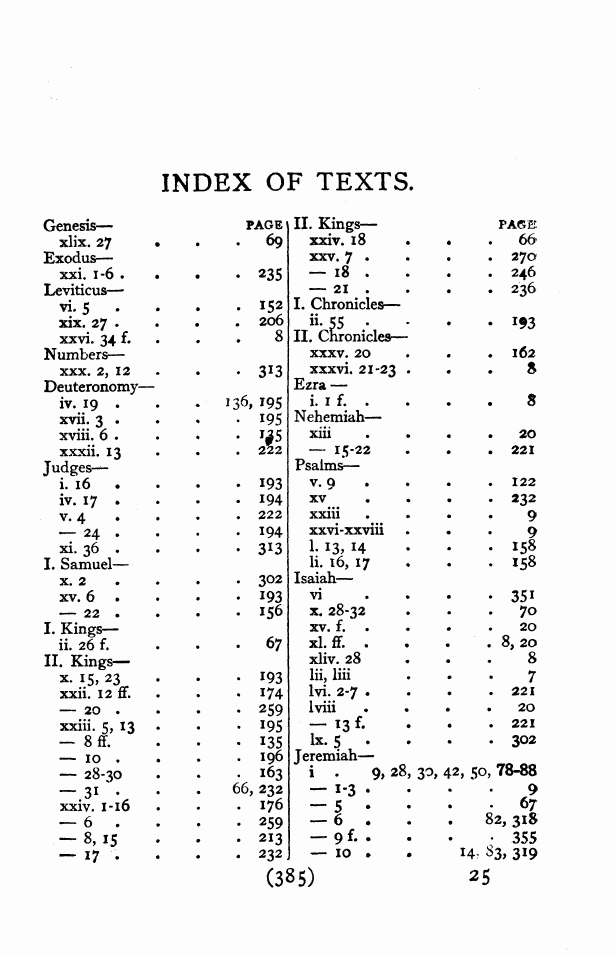 INDEX OF TEXTS.
Genesis— PAGE
xlix. 27 . . . 69
Exodus—
xxi. 1-6 . . . . 235
Leviticus—
vi. 5 . . . . 152
xix. 27 . . . . 206
xxvi. 34 f. . . . 8
Numbers—
xxx. 2, 12 . . . 313
Deuteronomy—
iv. 19 . . . 136, 195
xvii. 3 . . . . 195
xviii. 6 . . . .
xxxii. 13 . . . 222
Judges—
i. 16 . . . . 193
iv. 17 . . . . 194
v. 4 . . . . 222
— 24 . . . . 194
xi. 36 . . . . 313
I. Samuel—
x. 2 . . . . 302
xv. 6 . . . . 193
— 22 . . . . 156
I. Kings—
ii. 26 f. . . . 67
II. Kings—
x. 15, 23 . . . 193
xxii. 12 ff. . . . 174
— 20 . . . . 259
xxiii. 5, 13 . . . 195
— 8 ff. . . . 135
— 10 . . . . 196
— 28-30 . . . 163
— 31 . . . 66, 232
xxiv. 1-16 . . . 176
— 6 . . . . 259
— 8, 15 . . . 213
— 17 . . . . 232
II. Kings— PAGE
xxiv. 18 . . . 66
xxv. 7 . . . . 270
— 18 . . . . 246
— 21 . . . . 236
I. Chronicles—
ii. 55 . . . . 193
II. Chronicles—
xxxv. 20 . . . 162
xxxvi. 21-23 . . . 8
Ezra—
i. 1 f. . . . . 8
Nehemiah—
xiii . . . . 20
— 15-22 . . . 221
Psalms—
v. 9 . . . . 122
xv . . . . 232
xxiii . . . . 9
xxvi-xxviii . . . 9
l. 13, 14 . . . 158
li. 16, 17 . . . 158
Isaiah—
vi . . . . 351
x. 28-32 . . . 70
xv. f. . . . . 20
xl. ff. . . . . 8, 20
xliv. 28 . . . 8
lii, liii . . . 7
lvi. 2-7 . . . . 221
lviii . . . . 20
— 13 f. . . . 221
lx. 5 . . . . 302
Jeremiah—
i . 9, 28, 30, 42, 50, 78-88
— 1-3 . . . . 9
— 5 . . . . 67
— 6 . . . 82, 318
— 9 f. . . . . 355
— 10 . . 14, 83, 319
(385) 25